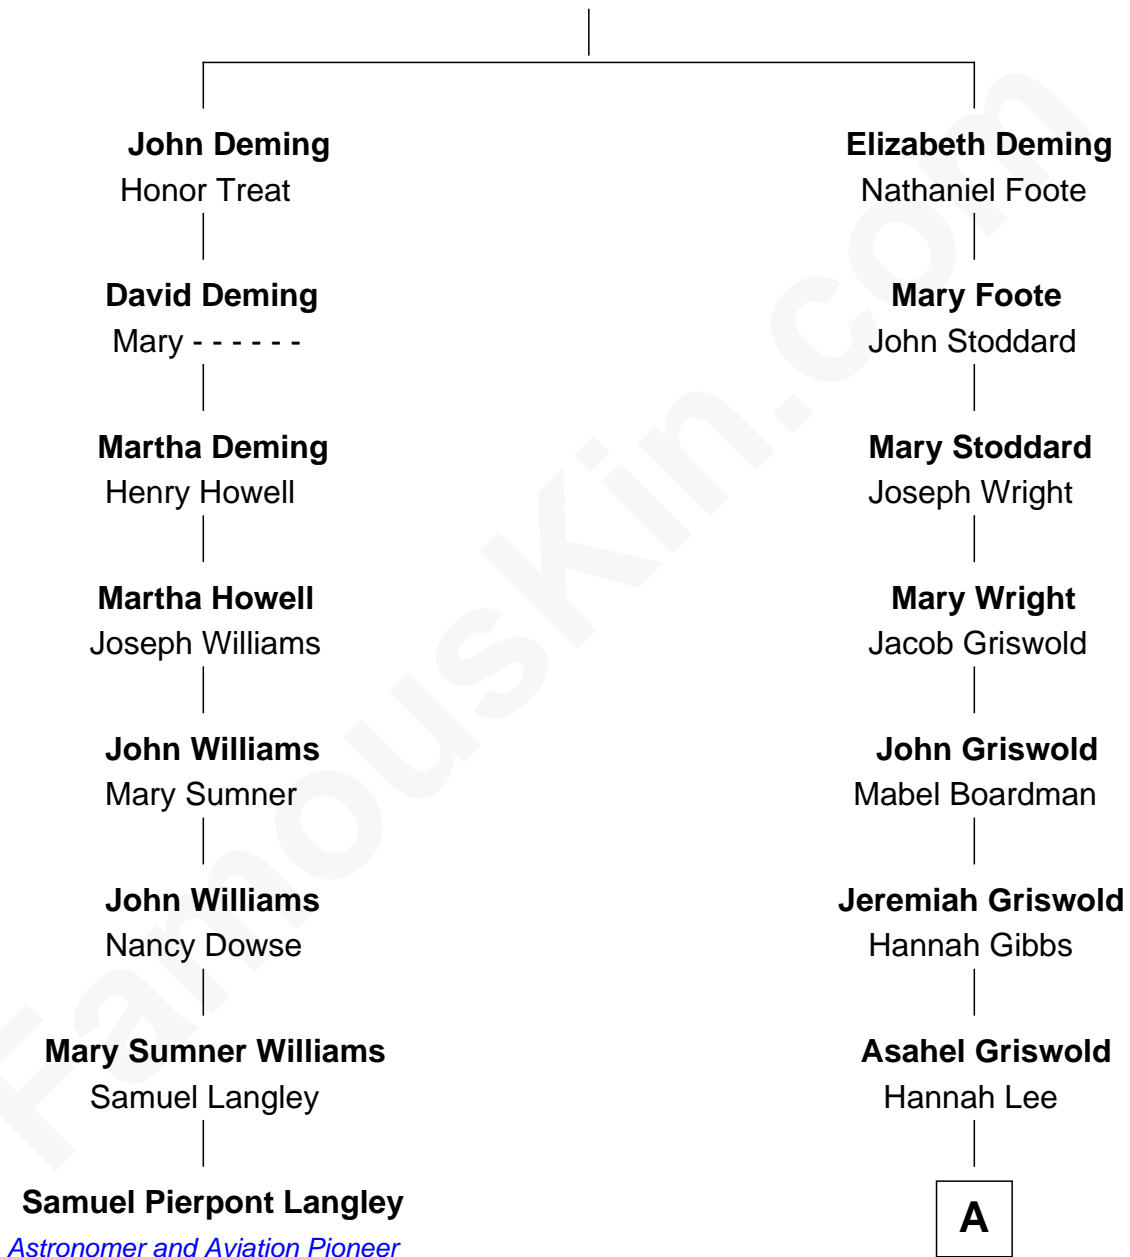 John Deming
Honor Treat
David Deming
Mary - - - - - -
Martha Deming
Henry Howell
Martha Howell
Joseph Williams
John Williams
Mary Sumner
John Williams
Nancy Dowse
Mary Sumner Williams
Samuel Langley
Samuel Pierpont Langley
Astronomer and Aviation Pioneer
Elizabeth Deming
Nathaniel Foote
Mary Foote
John Stoddard
Mary Stoddard
Joseph Wright
Mary Wright
Jacob Griswold
John Griswold
Mabel Boardman
Jeremiah Griswold
Hannah Gibbs
Asahel Griswold
Hannah Lee
A
FamousKin.com